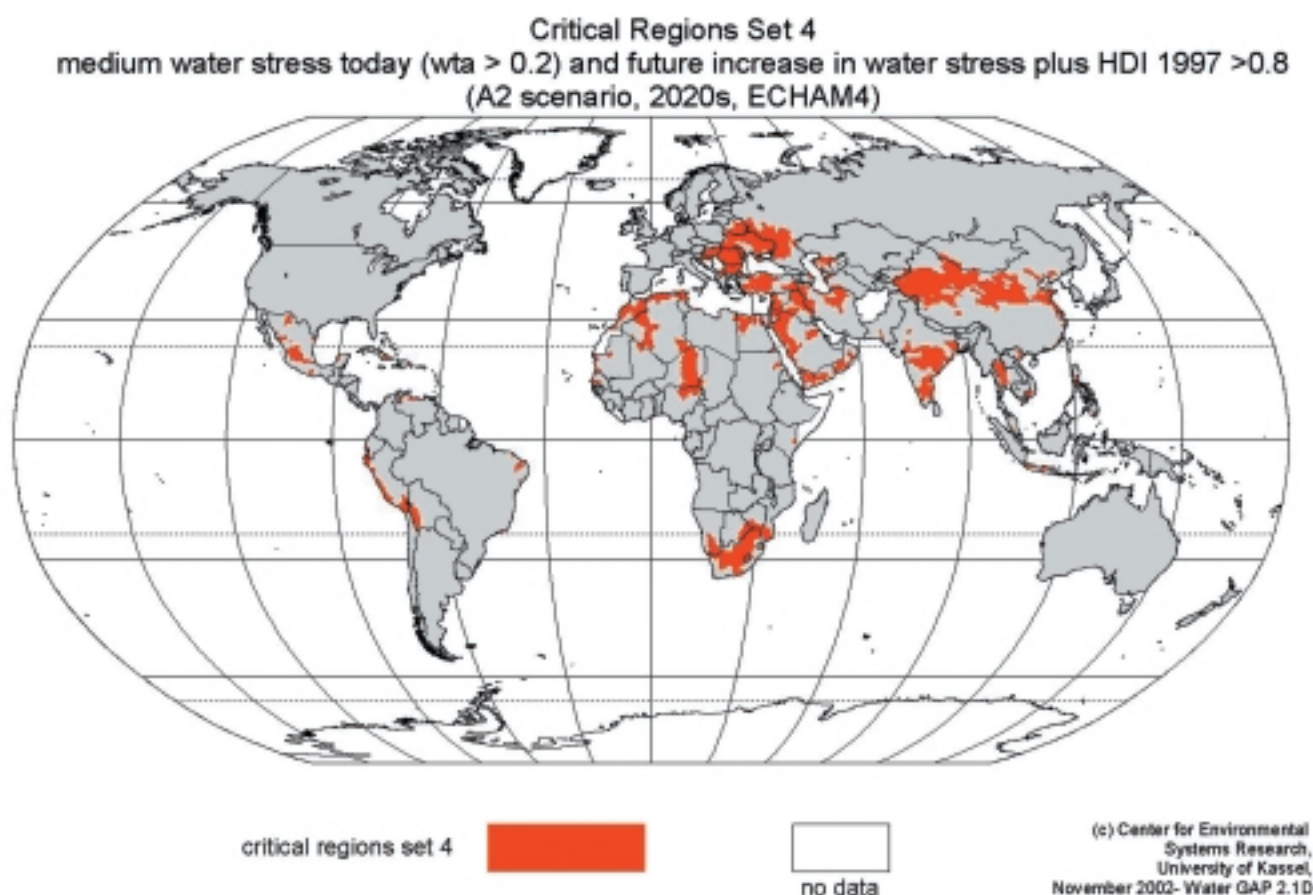 Critical Regions Set 4
medium water stress today (wta > 0.2) and future increase in water stress plus HDI 1997 >0.8
(A2 scenario, 2020s, ECHAM4)
critical regions set 4
no data
(c) Center for Environmental
Systems Research,
University of Kassel,
November 2002- Water GAP 2.1D